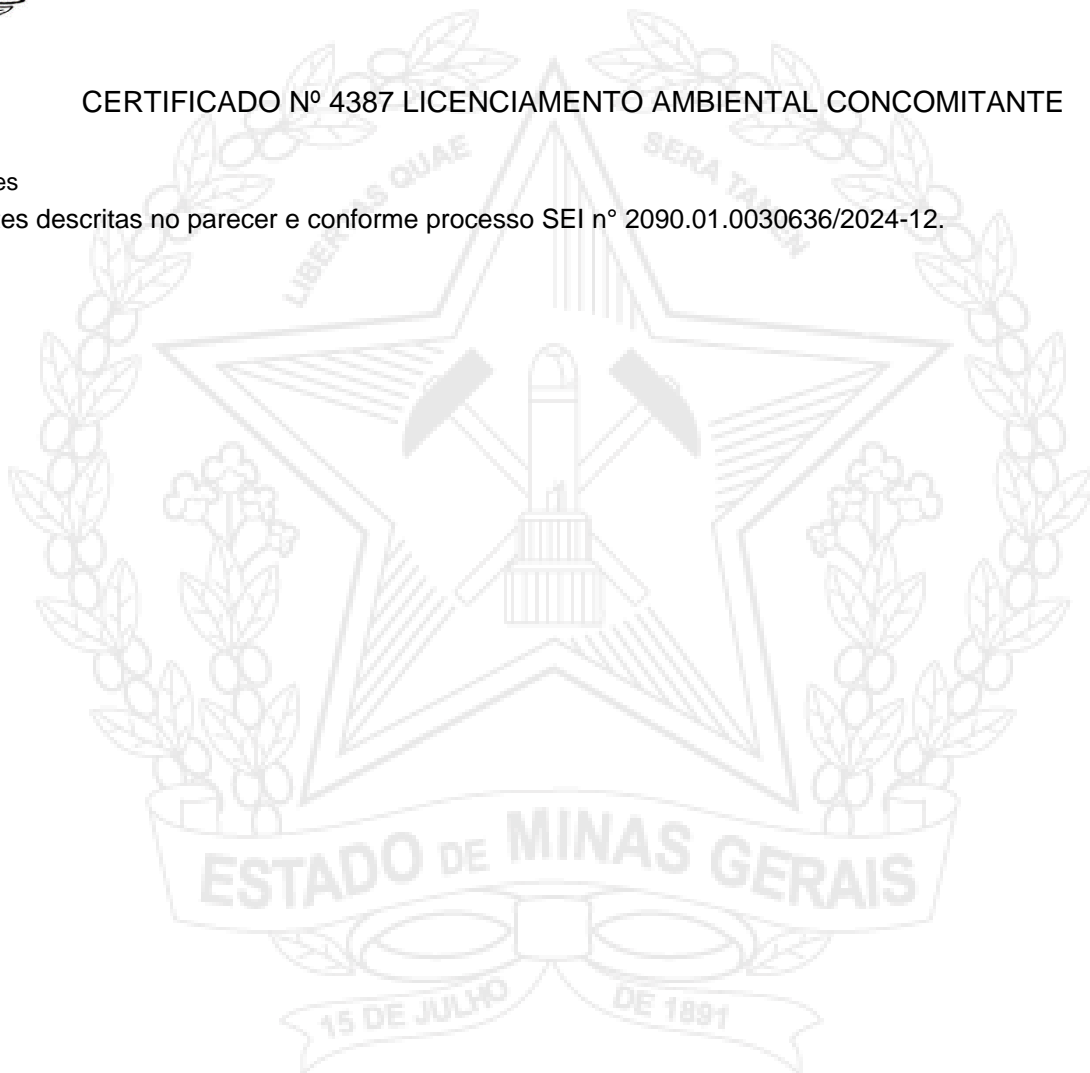 CERTIFICADO Nº 4387 LICENCIAMENTO AMBIENTAL CONCOMITANTE
LIBERTAS QUAE SERA TAMEN
es
es descritas no parecer e conforme processo SEI n° 2090.01.0030636/2024-12.
ESTADO DE MINAS GERAIS
15 DE JULHO DE 1891